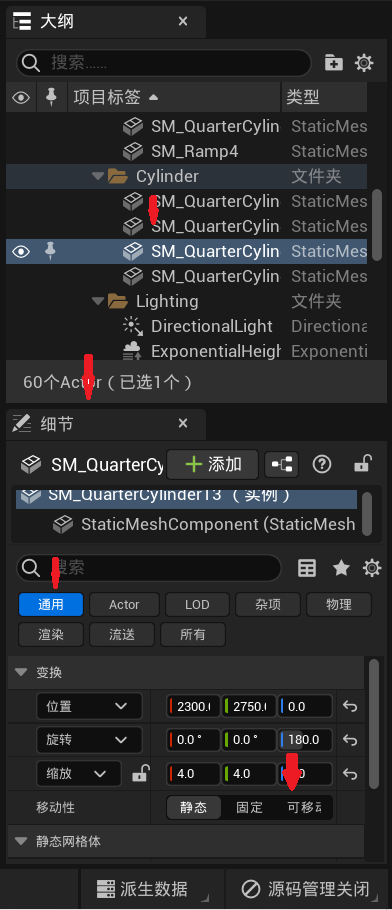 大纲
搜索......
项目标签 类型
SM_QuarterCylin StaticMes
SM_Ramp4 StaticMes
Cylinder 文件夹
SM_QuarterCylin StaticMes
SM_QuarterCylin StaticMes
SM_QuarterCylin StaticMes
SM_QuarterCylin StaticMes
Lighting 文件夹
DirectionalLight Directiona
ExponentialHeigh Exponenti
60个Actor（已选1个）
细节
SM_QuarterCy 添加
SM_QuarterCylinder13 （实例）
StaticMeshComponent (StaticMesh
搜索
通用 Actor LOD 杂项 物理
渲染 流送 所有
变换
位置 2300.( 2750.( 0.0
旋转 0.0 ° 0.0 ° 180.0
缩放 4.0 4.0
移动性 静态 固定 可移动
静态网格体
派生数据 源码管理关闭